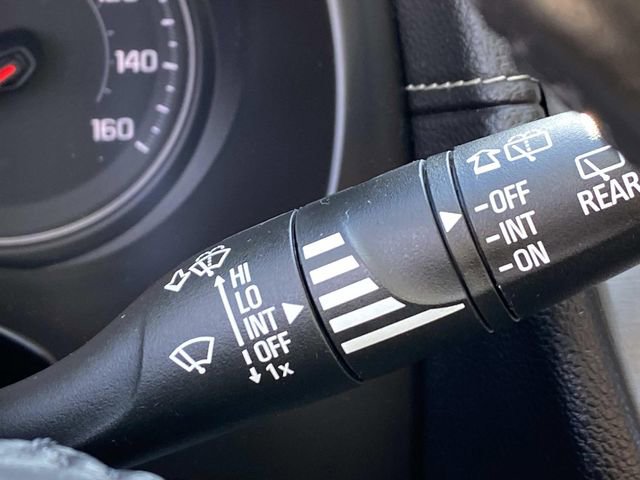 140
160
HI
LO
INT
OFF
1x
-OFF
-INT
-ON
REAR